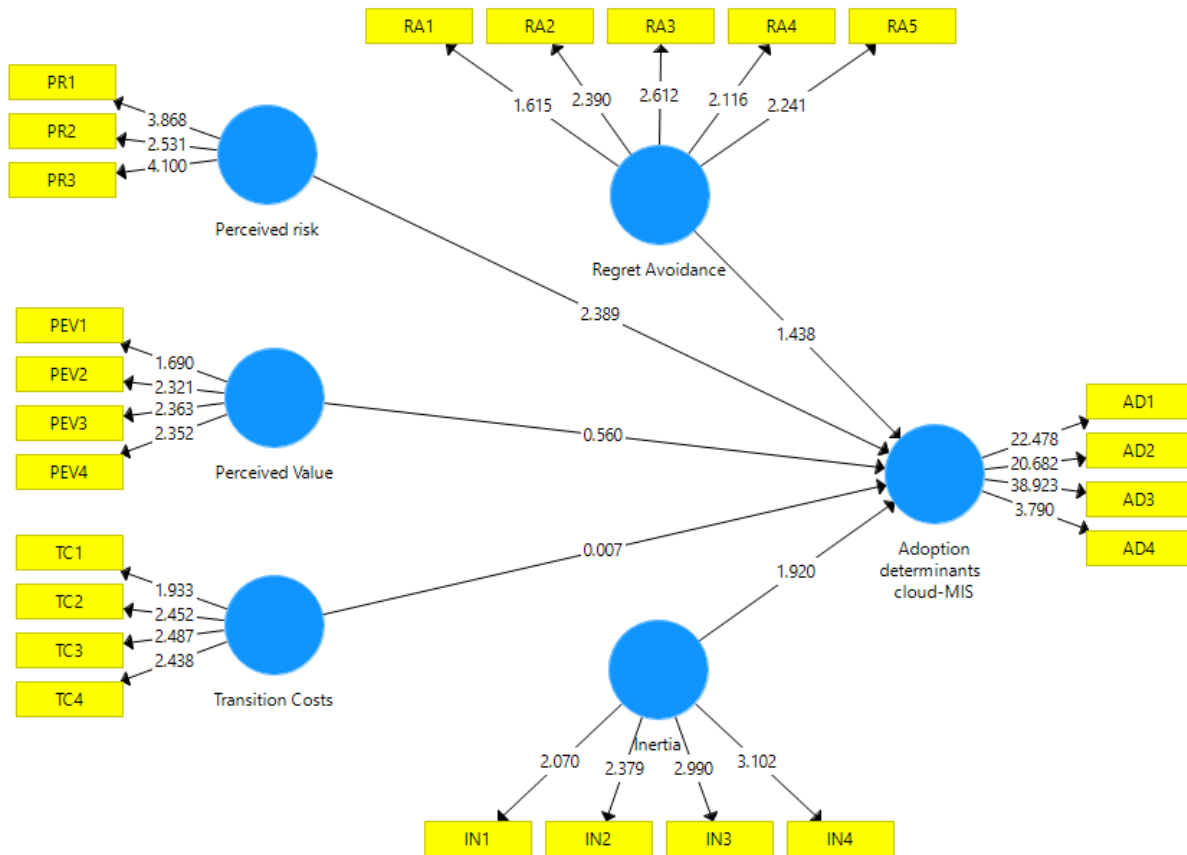 RA1
RA2
RA3
RA4
RA5
1.615
2.390
2.612
2.116
2.241
Regret Avoidance
PR1
PR2
PR3
3.868
2.531
4.100
Perceived risk
2.389
1.438
PEV1
PEV2
PEV3
PEV4
1.690
2.321
2.363
2.352
Perceived Value
0.560
TC1
TC2
TC3
TC4
1.933
2.452
2.487
2.438
Transition Costs
0.007
1.920
AD1
AD2
AD3
AD4
22.478
20.682
38.923
3.790
Adoption
determinants
cloud-MIS
Inertia
2.070
2.379
2.990
3.102
IN1
IN2
IN3
IN4